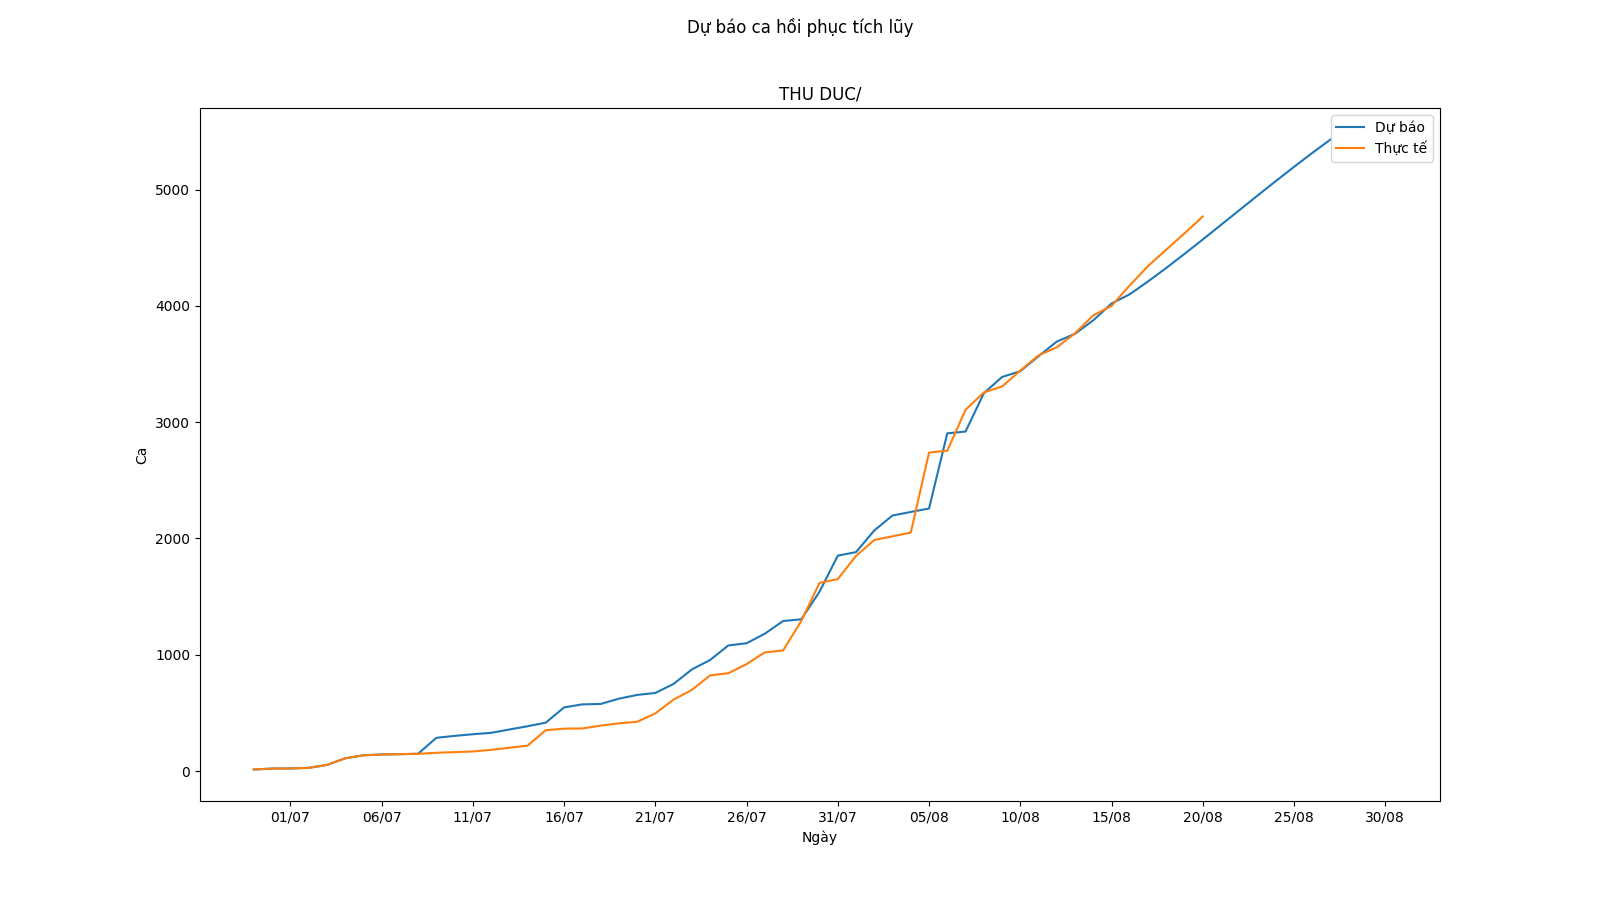 Dự báo ca hồi phục tích lũy
THU DUC/
Dự báo
Thực tế
5000
4000
3000
2000
1000
0
Ca
01/07 06/07 11/07 16/07 21/07 26/07 31/07 05/08 10/08 15/08 20/08 25/08 30/08
Ngày